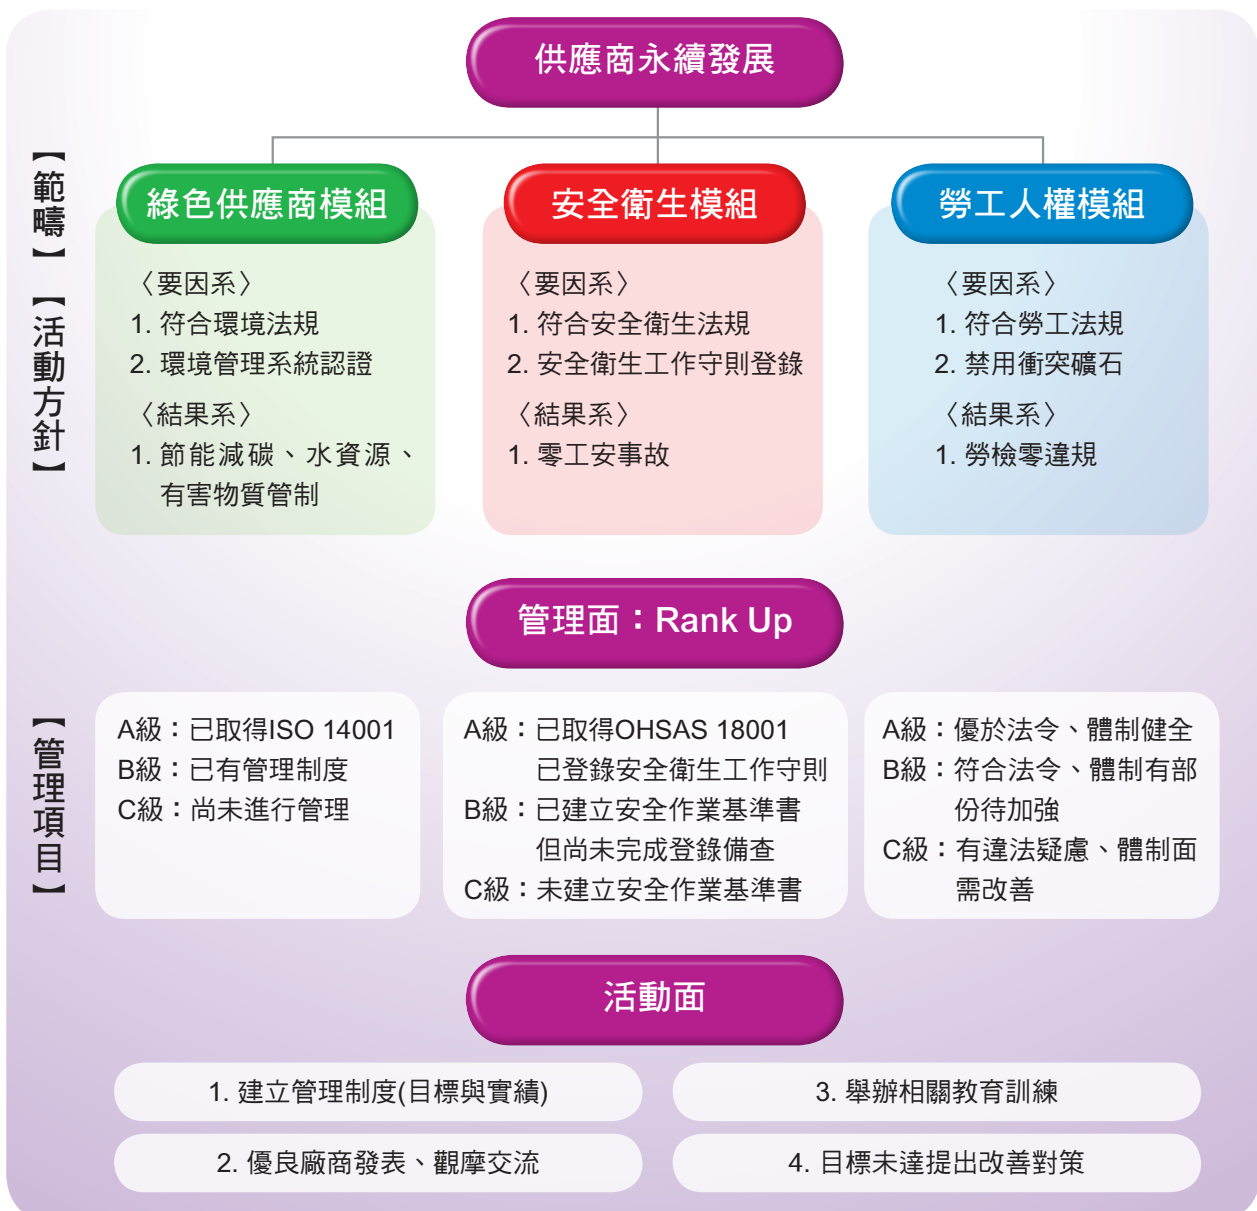 供應商永續發展
【範疇】
綠色供應商模組
安全衛生模組
勞工人權模組
【活動方針】
〈要因系〉
1. 符合環境法規
2. 環境管理系統認證
〈結果系〉
1. 節能減碳、水資源、
有害物質管制
〈要因系〉
1. 符合安全衛生法規
2. 安全衛生工作守則登錄
〈結果系〉
1. 零工安事故
〈要因系〉
1. 符合勞工法規
2. 禁用衝突礦石
〈結果系〉
1. 勞檢零違規
管理面：Rank Up
【管理項目】
A級：已取得ISO 14001
B級：已有管理制度
C級：尚未進行管理
A級：已取得OHSAS 18001
已登錄安全衛生工作守則
B級：已建立安全作業基準書
但尚未完成登錄備查
C級：未建立安全作業基準書
A級：優於法令、體制健全
B級：符合法令、體制有部
份待加強
C級：有違法疑慮、體制面
需改善
活動面
1. 建立管理制度(目標與實績)
2. 優良廠商發表、觀摩交流
3. 舉辦相關教育訓練
4. 目標未達提出改善對策